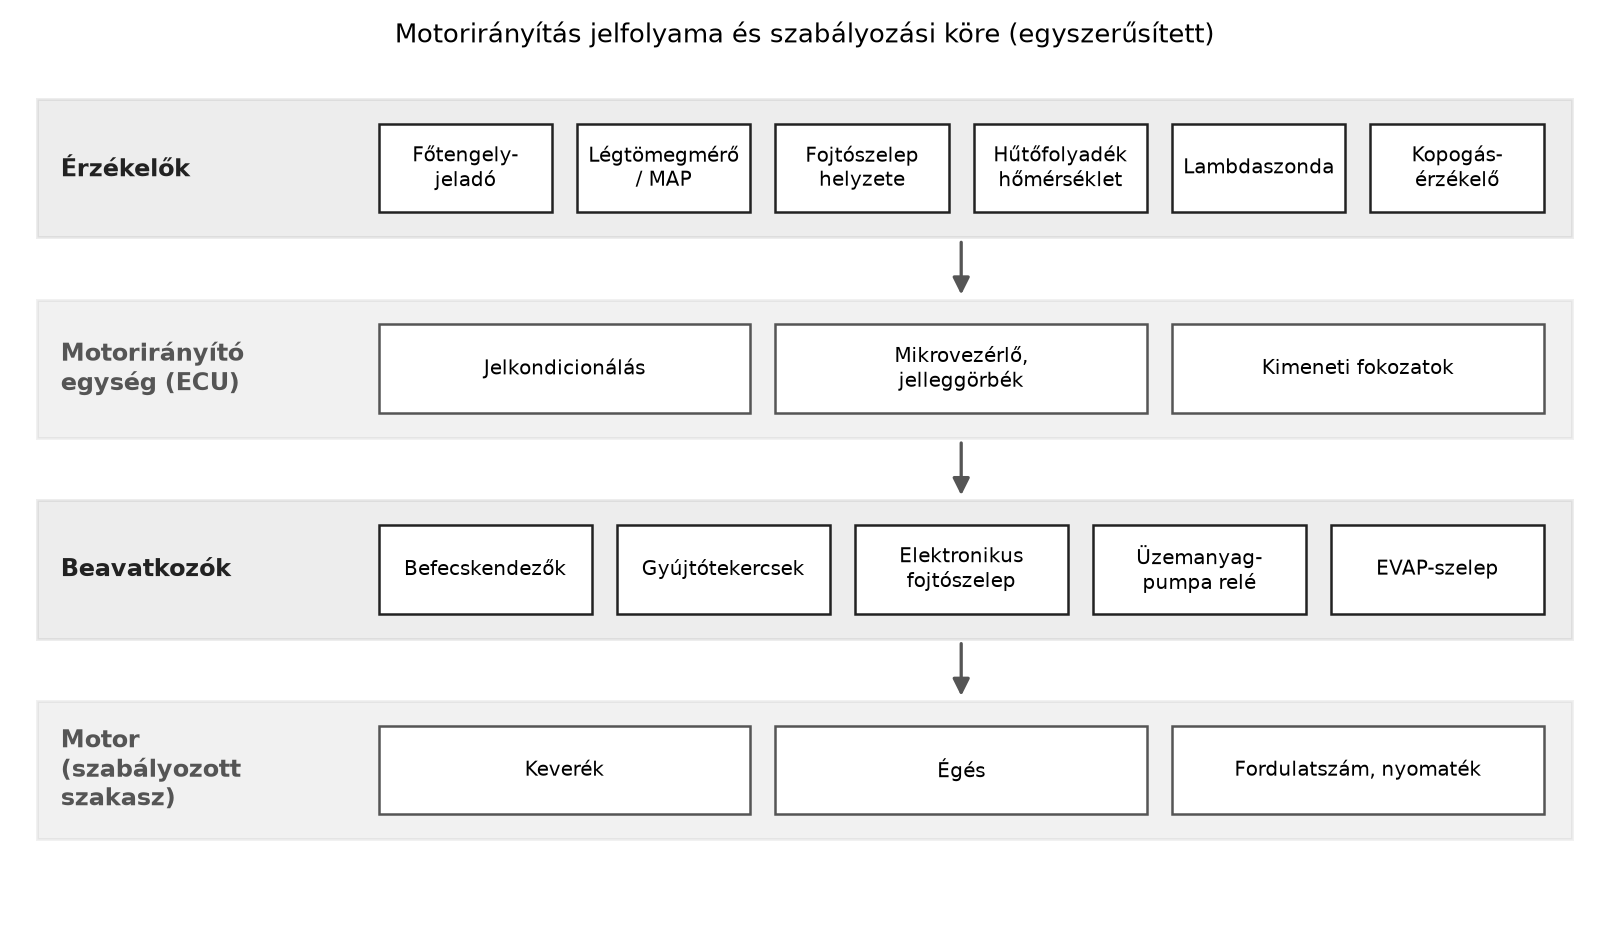 Motorirányítás jelfolyama és szabályozási köre (egyszerűsített)
Érzékelők
Főtengely-
jeladó
Légtömegmérő
/ MAP
Fojtószelep
helyzete
Hűtőfolyadék
hőmérséklet
Lambdaszonda
Kopogás-
érzékelő
Motorirányító
egység (ECU)
Jelkondicionálás
Mikrovezérlő,
jelleggörbék
Kimeneti fokozatok
Beavatkozók
Befecskendezők
Gyújtótekercsek
Elektronikus
fojtószelep
Üzemanyag-
pumpa relé
EVAP-szelep
Motor
(szabályozott
szakasz)
Keverék
Égés
Fordulatszám, nyomaték